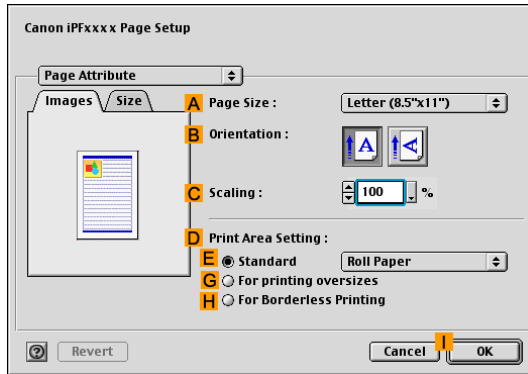 Canon iPFxxxx Page Setup
Page Attribute
Images Size
A Page Size : Letter (8.5"x11")
B Orientation :
A A
C Scaling : 100 %
D Print Area Setting :
E Standard Roll Paper
G For printing oversizes
H For Borderless Printing
? Revert Cancel I OK